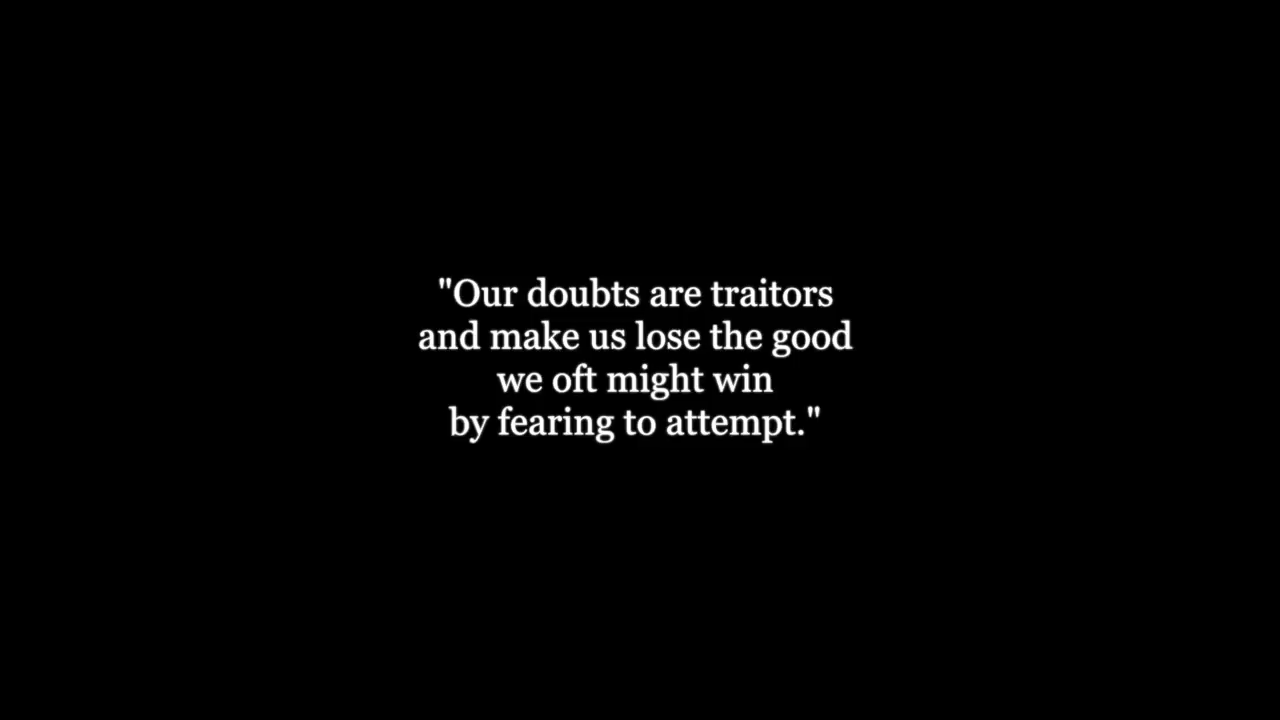 "Our doubts are traitors
and make us lose the good
we oft might win
by fearing to attempt."